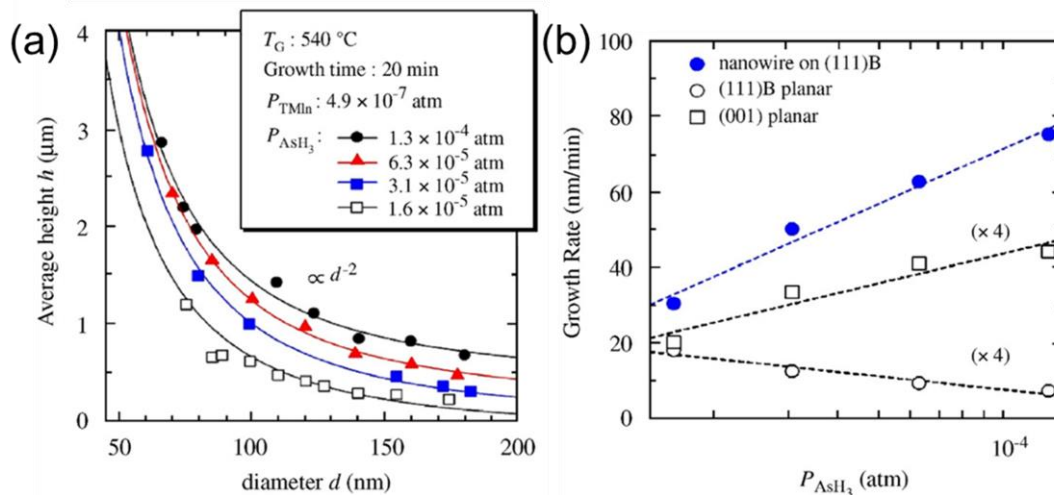 (a)
4
3
2
1
0
50
100
150
200
Average height h (μm)
diameter d (nm)
T_G : 540 °C
Growth time : 20 min
P_TMIn : 4.9 × 10⁻⁷ atm
P_AsH₃ :
1.3 × 10⁻⁴ atm
6.3 × 10⁻⁵ atm
3.1 × 10⁻⁵ atm
1.6 × 10⁻⁵ atm
∝ d⁻²
(b)
100
80
60
40
20
0
Growth Rate (nm/min)
nanowire on (111)B
(111)B planar
(001) planar
(× 4)
(× 4)
10⁻⁴
P_AsH₃ (atm)